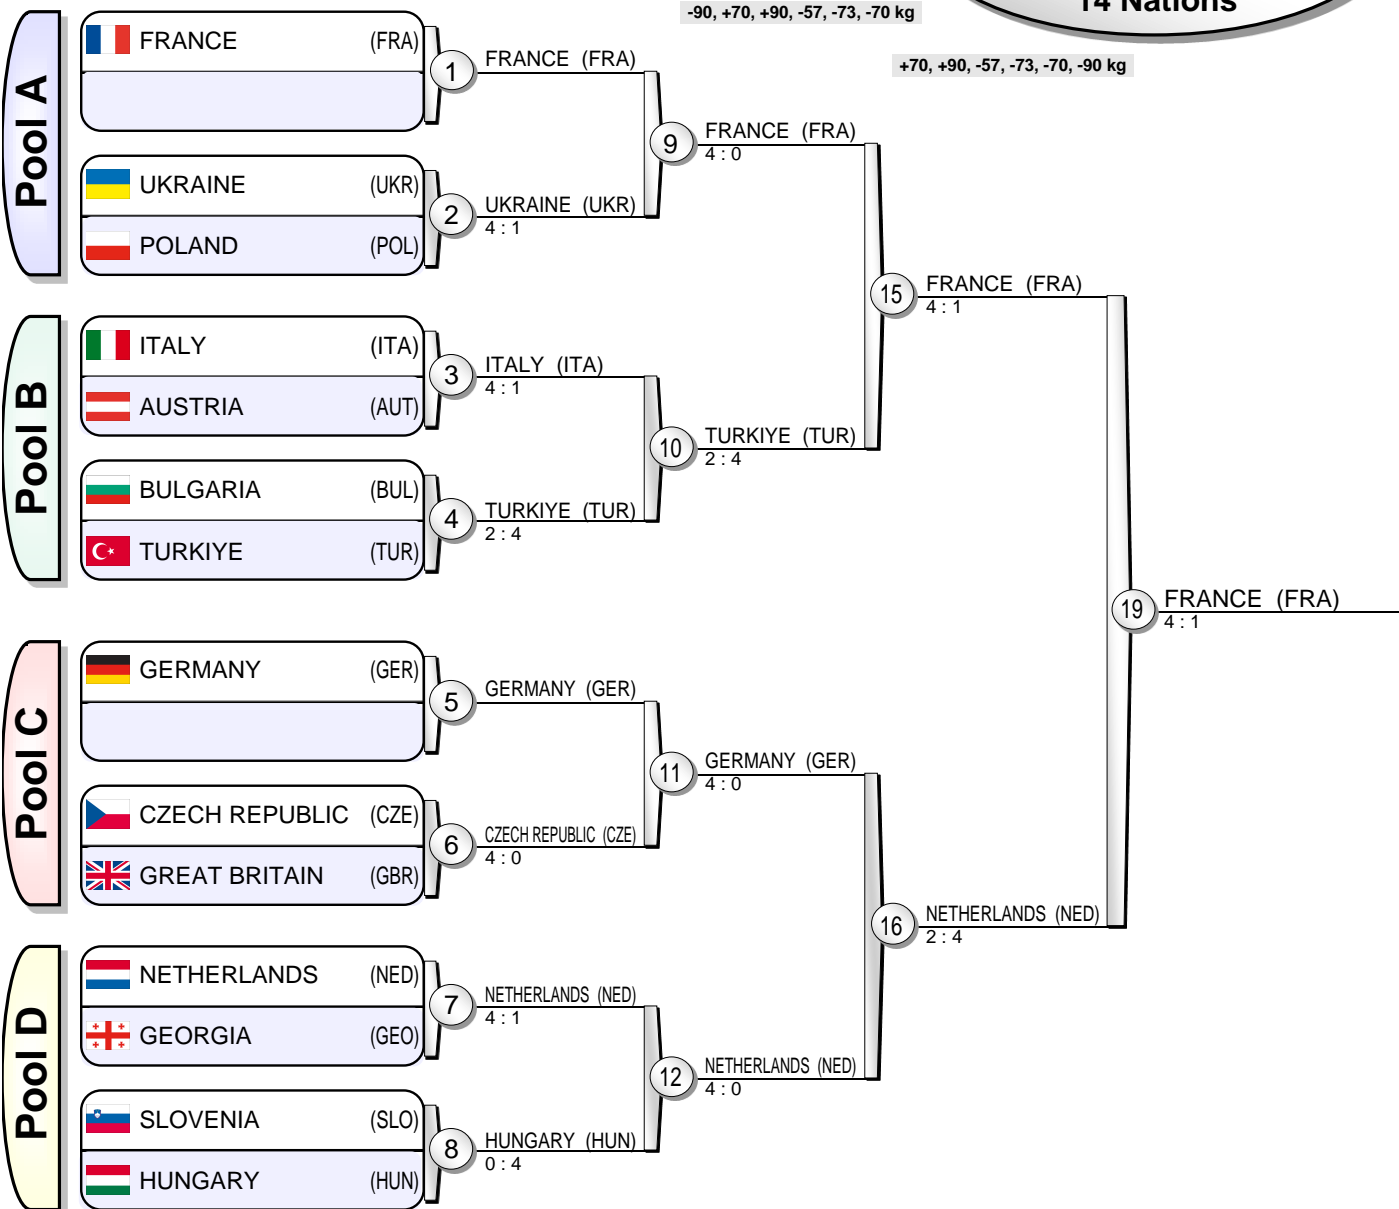 14 Nations
-90, +70, +90, -57, -73, -70 kg
+70, +90, -57, -73, -70, -90 kg
Pool A
FRANCE (FRA)
1
FRANCE (FRA)
UKRAINE (UKR)
POLAND (POL)
2
UKRAINE (UKR)
4 : 1
9
FRANCE (FRA)
4 : 0
Pool B
ITALY (ITA)
AUSTRIA (AUT)
3
ITALY (ITA)
4 : 1
BULGARIA (BUL)
TURKIYE (TUR)
4
TURKIYE (TUR)
2 : 4
10
TURKIYE (TUR)
2 : 4
15
FRANCE (FRA)
4 : 1
Pool C
GERMANY (GER)
5
GERMANY (GER)
CZECH REPUBLIC (CZE)
GREAT BRITAIN (GBR)
6
CZECH REPUBLIC (CZE)
4 : 0
11
GERMANY (GER)
4 : 0
Pool D
NETHERLANDS (NED)
GEORGIA (GEO)
7
NETHERLANDS (NED)
4 : 1
SLOVENIA (SLO)
HUNGARY (HUN)
8
HUNGARY (HUN)
0 : 4
12
NETHERLANDS (NED)
4 : 0
16
NETHERLANDS (NED)
2 : 4
19
FRANCE (FRA)
4 : 1